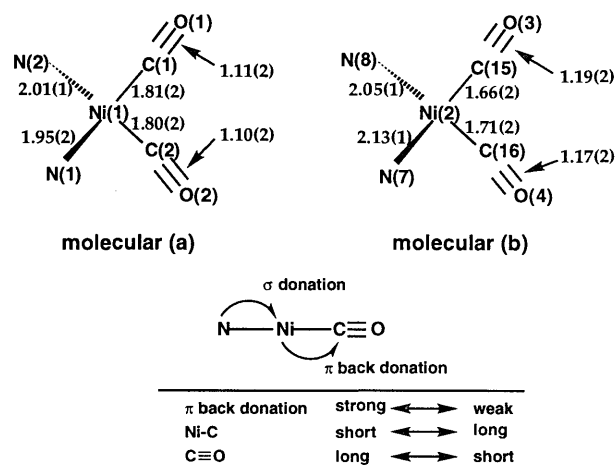 O(1)
N(2)
C(1)
1.11(2)
2.01(1)
1.81(2)
Ni(1)
1.95(2)
1.80(2)
1.10(2)
C(2)
N(1)
O(2)
molecular (a)
O(3)
N(8)
C(15)
1.19(2)
2.05(1)
1.66(2)
Ni(2)
2.13(1)
1.71(2)
1.17(2)
C(16)
N(7)
O(4)
molecular (b)
σ donation
N Ni C O
π back donation
π back donation strong weak
Ni-C short long
C≡O long short